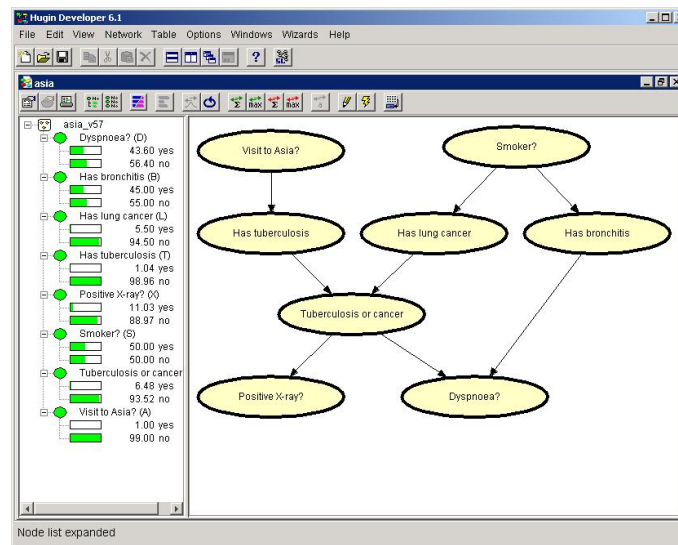 Hugin Developer 6.1
File Edit View Network Table Options Windows Wizards Help
asia
asia_v57
Dyspnoea? (D)
43.60 yes
56.40 no
Has bronchitis (B)
45.00 yes
55.00 no
Has lung cancer (L)
5.50 yes
94.50 no
Has tuberculosis (T)
1.04 yes
98.96 no
Positive X-ray? (X)
11.03 yes
88.97 no
Smoker? (S)
50.00 yes
50.00 no
Tuberculosis or cancer
6.48 yes
93.52 no
Visit to Asia? (A)
1.00 yes
99.00 no
Visit to Asia?
Smoker?
Has tuberculosis
Has lung cancer
Has bronchitis
Tuberculosis or cancer
Positive X-ray?
Dyspnoea?
Node list expanded